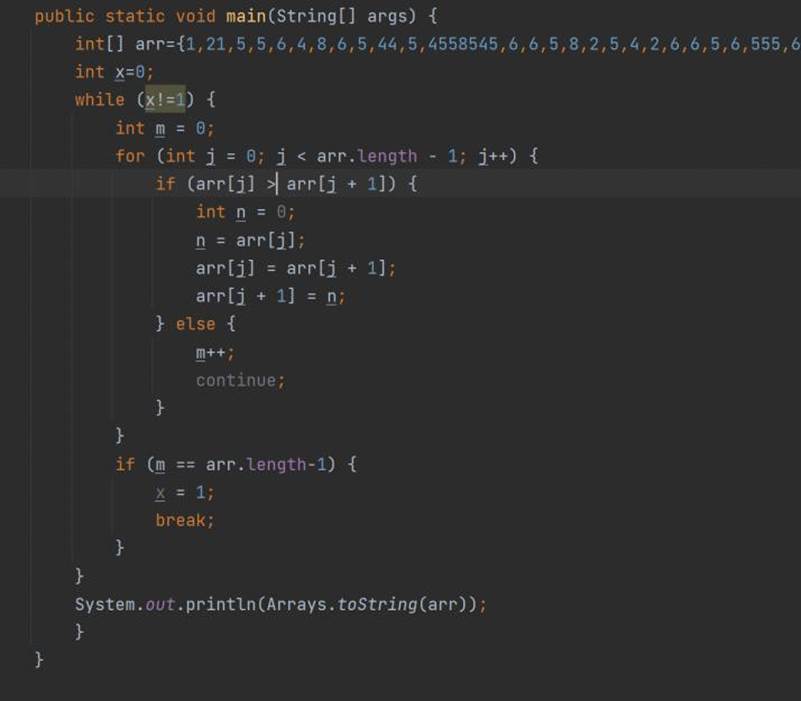 public static void main(String[] args) {
int[] arr={1,21,5,5,6,4,8,6,5,44,5,4558545,6,6,5,8,2,5,4,2,6,6,5,6,555,6
int x=0;
while (x!=1) {
int m = 0;
for (int j = 0; j < arr.length - 1; j++) {
if (arr[j] > arr[j + 1]) {
int n = 0;
n = arr[j];
arr[j] = arr[j + 1];
arr[j + 1] = n;
} else {
m++;
continue;
}
}
if (m == arr.length-1) {
x = 1;
break;
}
}
System.out.println(Arrays.toString(arr));
}
}